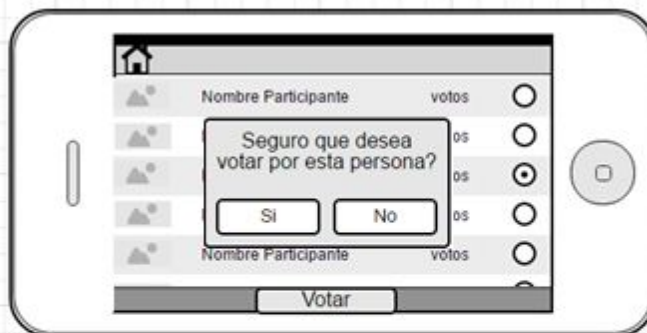 Nombre Participante votos
os
Seguro que desea
votar por esta persona?
os
Si No
os
Nombre Participante votos
Votar